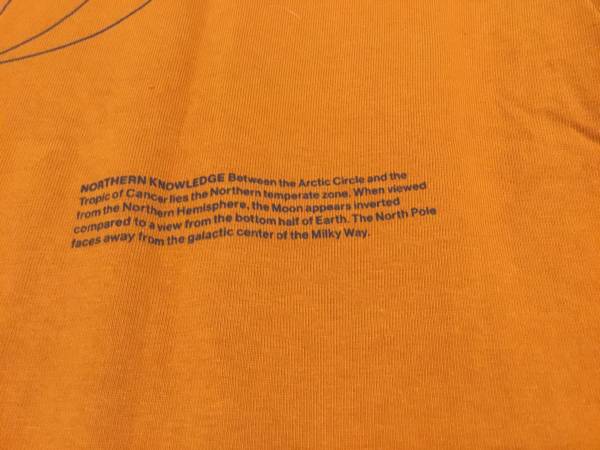 NORTHERN KNOWLEDGE Between the Arctic Circle and the
Tropic of Cancer lies the Northern temperate zone. When viewed
from the Northern Hemisphere, the Moon appears inverted
compared to a view from the bottom half of Earth. The North Pole
faces away from the galactic center of the Milky Way.